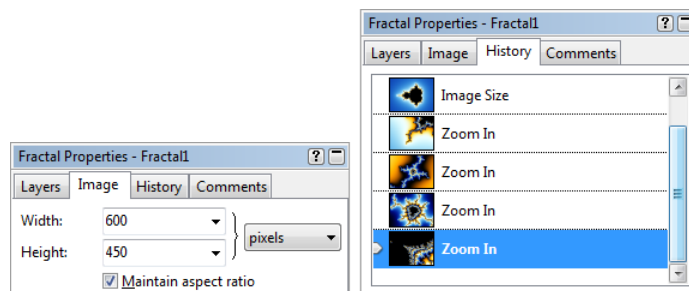 Fractal Properties - Fractal1 ?
Layers Image History Comments
Width: 600
Height: 450
pixels
Maintain aspect ratio
Fractal Properties - Fractal1 ?
Layers Image History Comments
Image Size
Zoom In
Zoom In
Zoom In
Zoom In